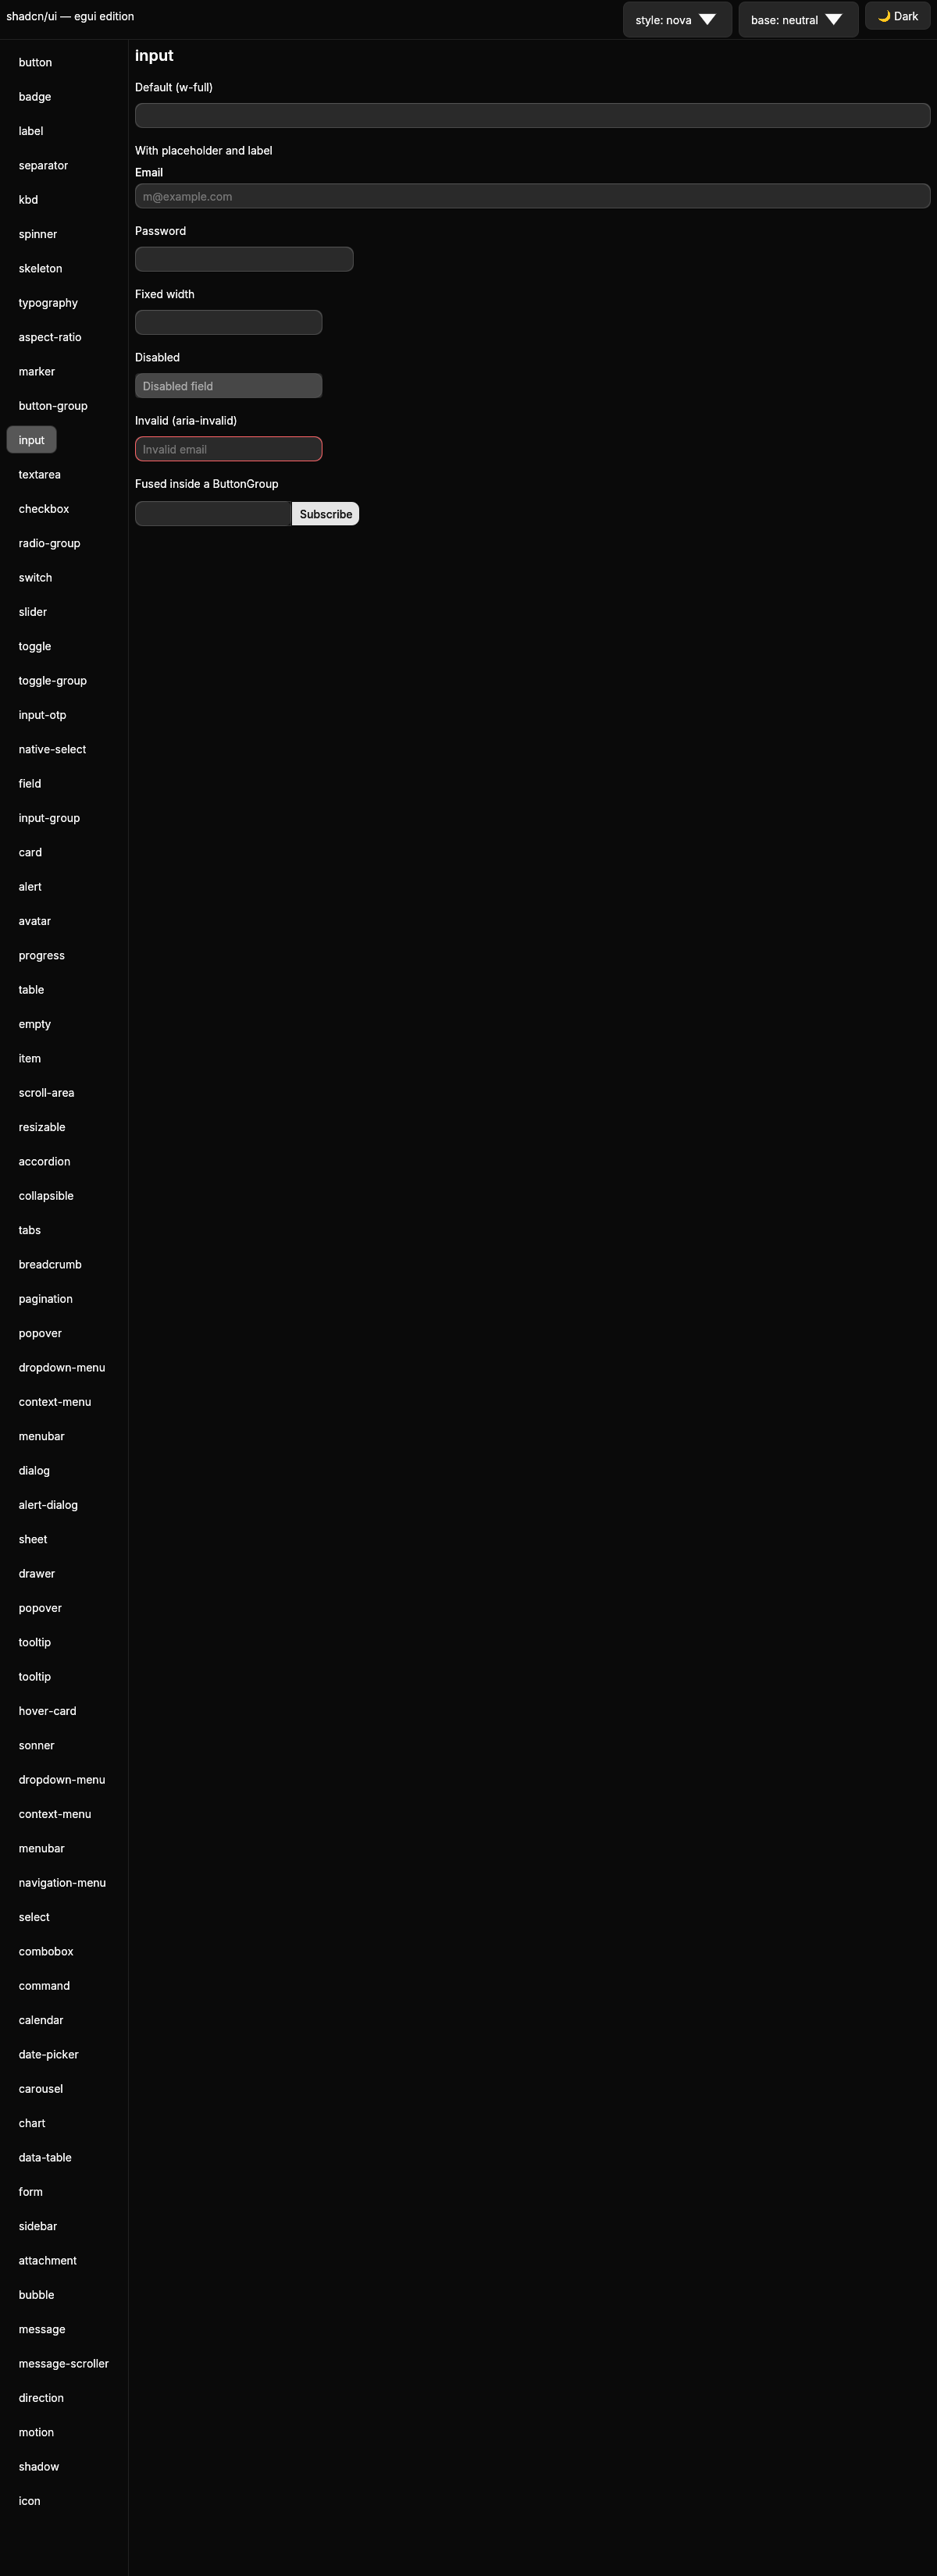 shadcn/ui — egui edition
style: nova
base: neutral
🌙 Dark
button
badge
label
separator
kbd
spinner
skeleton
typography
aspect-ratio
marker
button-group
input
textarea
checkbox
radio-group
switch
slider
toggle
toggle-group
input-otp
native-select
field
input-group
card
alert
avatar
progress
table
empty
item
scroll-area
resizable
accordion
collapsible
tabs
breadcrumb
pagination
popover
dropdown-menu
context-menu
menubar
dialog
alert-dialog
sheet
drawer
popover
tooltip
tooltip
hover-card
sonner
dropdown-menu
context-menu
menubar
navigation-menu
select
combobox
command
calendar
date-picker
carousel
chart
data-table
form
sidebar
attachment
bubble
message
message-scroller
direction
motion
shadow
icon
input
Default (w-full)
With placeholder and label
Email
m@example.com
Password
Fixed width
Disabled
Disabled field
Invalid (aria-invalid)
Invalid email
Fused inside a ButtonGroup
Subscribe